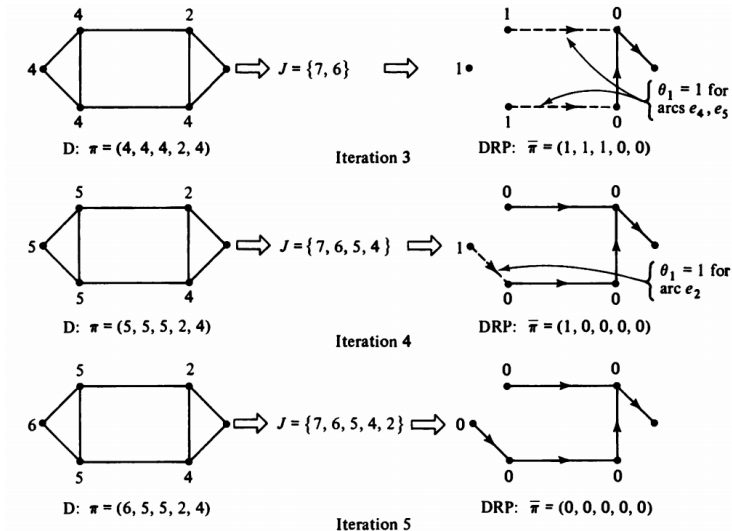 4 2 1 0
4 J = {7, 6} 1 θ₁ = 1 for
arcs e₄, e₅
4 4 1 0
D: π = (4, 4, 4, 2, 4) DRP: π̄ = (1, 1, 1, 0, 0)
Iteration 3
5 2 0 0
5 J = {7, 6, 5, 4} 1
θ₁ = 1 for
arc e₂
5 4 0 0
D: π = (5, 5, 5, 2, 4) DRP: π̄ = (1, 0, 0, 0, 0)
Iteration 4
5 2 0 0
6 J = {7, 6, 5, 4, 2} 0
5 4 0 0
D: π = (6, 5, 5, 2, 4) DRP: π̄ = (0, 0, 0, 0, 0)
Iteration 5